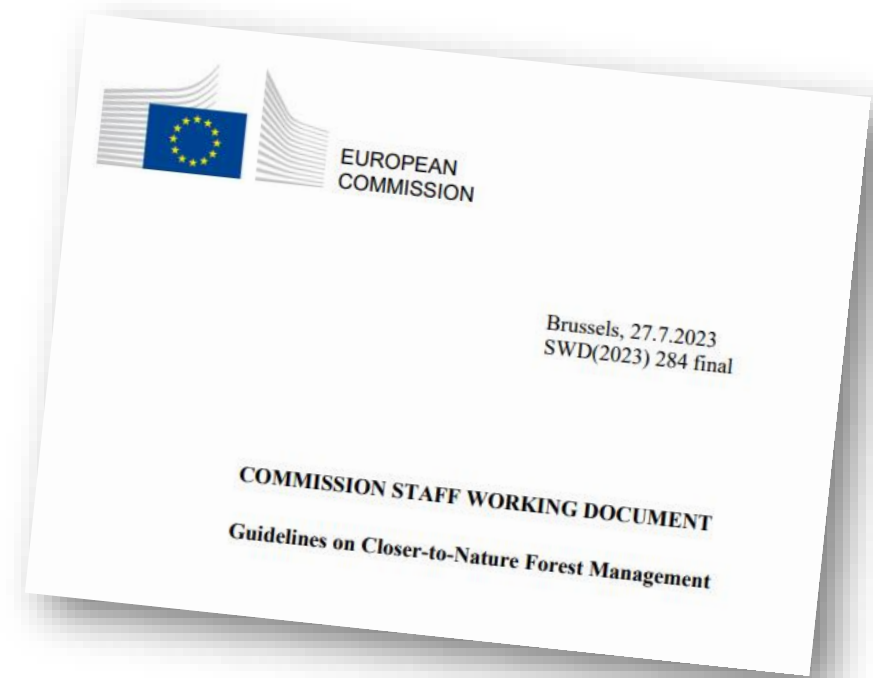 EUROPEAN
COMMISSION
Brussels, 27.7.2023
SWD(2023) 284 final
COMMISSION STAFF WORKING DOCUMENT
Guidelines on Closer-to-Nature Forest Management